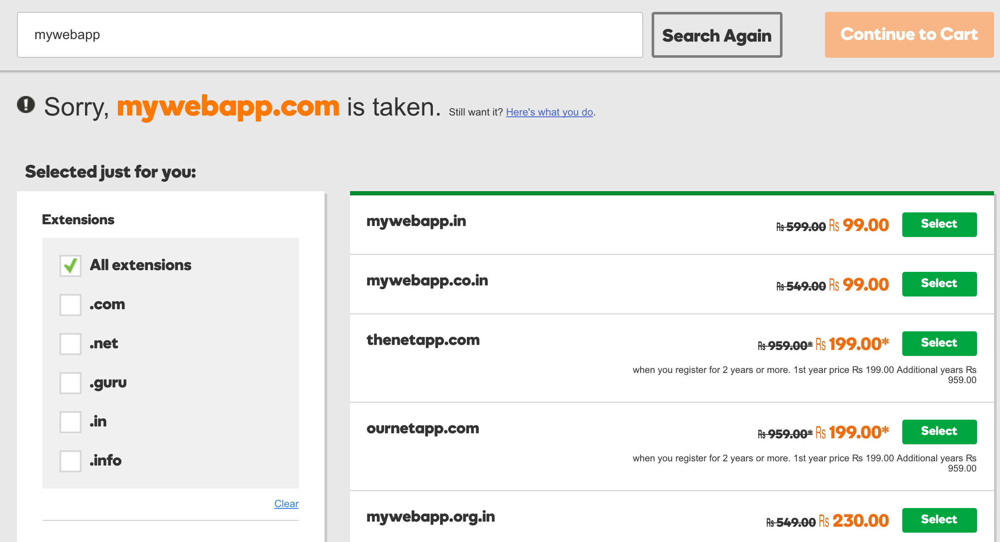 mywebapp
Search Again
Continue to Cart
Sorry, mywebapp.com is taken. Still want it? Here's what you do.
Selected just for you:
Extensions
All extensions
.com
.net
.guru
.in
.info
Clear
mywebapp.in
Rs 599.00 Rs 99.00
Select
mywebapp.co.in
Rs 549.00 Rs 99.00
Select
thenetapp.com
Rs 959.00* Rs 199.00*
Select
when you register for 2 years or more. 1st year price Rs 199.00 Additional years Rs
959.00
ournetapp.com
Rs 959.00* Rs 199.00*
Select
when you register for 2 years or more. 1st year price Rs 199.00 Additional years Rs
959.00
mywebapp.org.in
Rs 549.00 Rs 230.00
Select